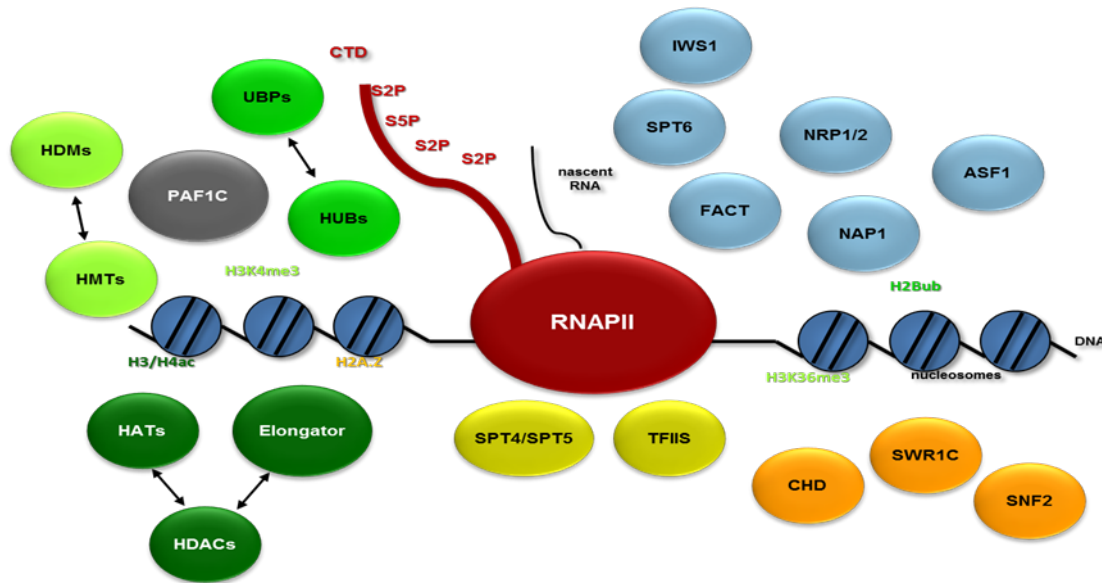 IWS1
CTD
UBPs
S2P
SPT6
S5P
NRP1/2
HDMs
S2P
S2P
nascent
RNA
ASF1
PAF1C
HUBs
FACT
NAP1
H3K4me3
HMTs
H2Bub
RNAPII
DNA
H3/H4ac
H2A.Z
H3K36me3
nucleosomes
HATs
Elongator
SPT4/SPT5
TFIIS
SWR1C
CHD
SNF2
HDACs